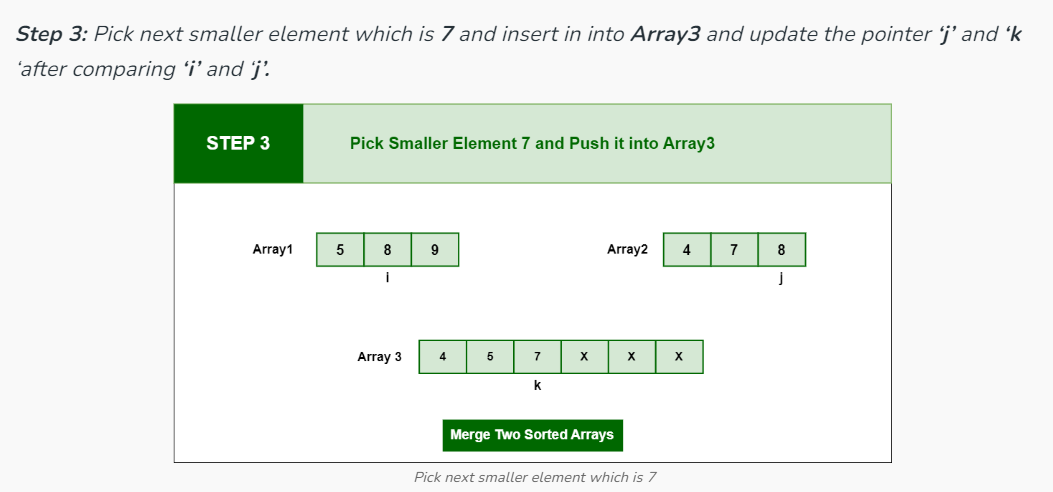 Step 3: Pick next smaller element which is 7 and insert in into Array3 and update the pointer ‘j’ and ‘k
‘after comparing ‘i’ and ‘j’.
STEP 3
Pick Smaller Element 7 and Push it into Array3
Array1 5 8 9
i
Array2 4 7 8
j
Array 3 4 5 7 X X X
k
Merge Two Sorted Arrays
Pick next smaller element which is 7